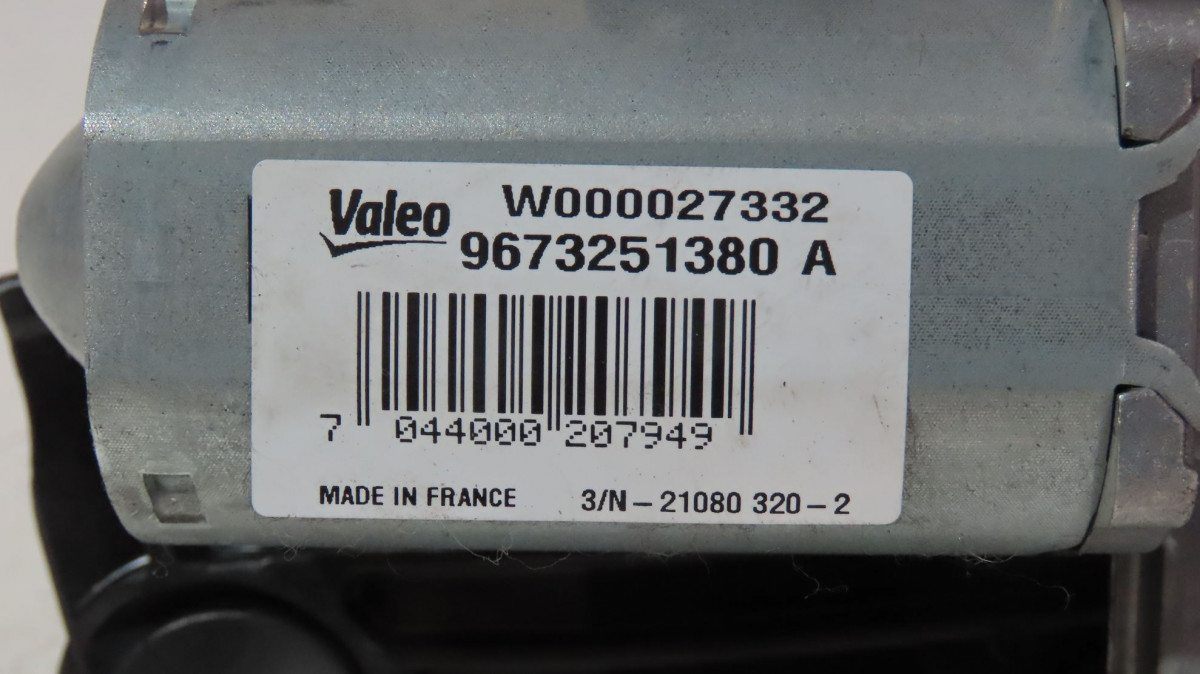 Valeo W000027332
9673251380 A
7 044000 207949
MADE IN FRANCE 3/N-21080 320-2